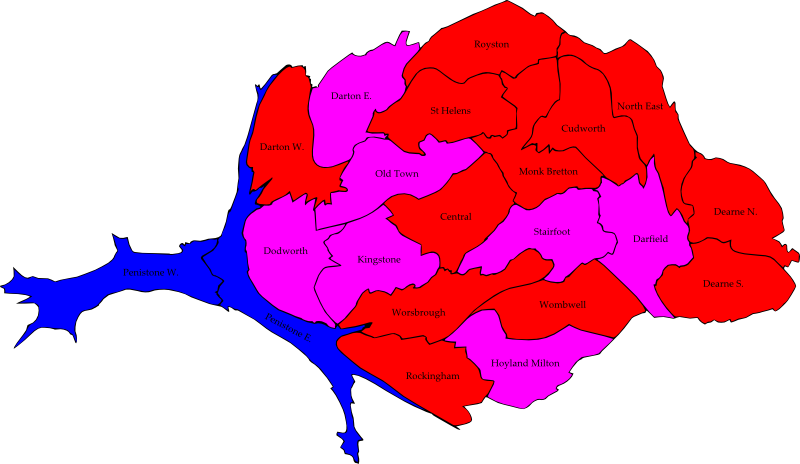 Royston
Darton E.
St Helens
North East
Cudworth
Darton W.
Old Town
Monk Bretton
Dearne N.
Central
Stairfoot
Darfield
Dodworth
Kingstone
Penistone W.
Dearne S.
Worsbrough
Wombwell
Penistone E.
Hoyland Milton
Rockingham